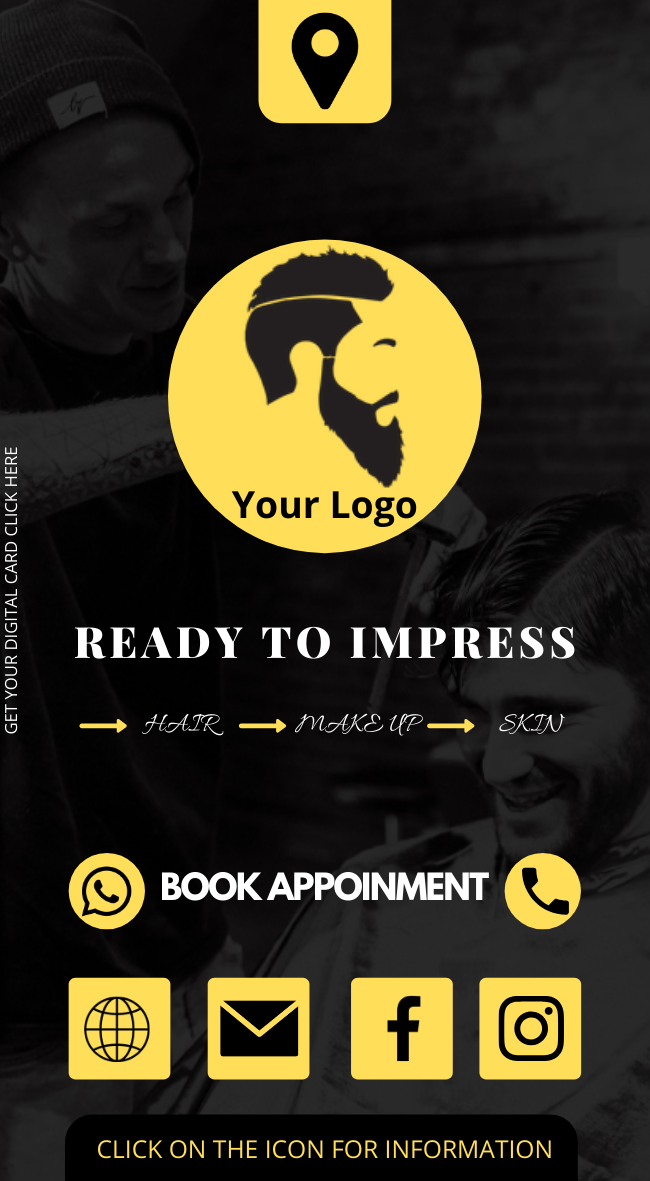 Your Logo
GET YOUR DIGITAL CARD CLICK HERE
READY TO IMPRESS
HAIR MAKE UP SKIN
BOOK APPOINMENT
CLICK ON THE ICON FOR INFORMATION